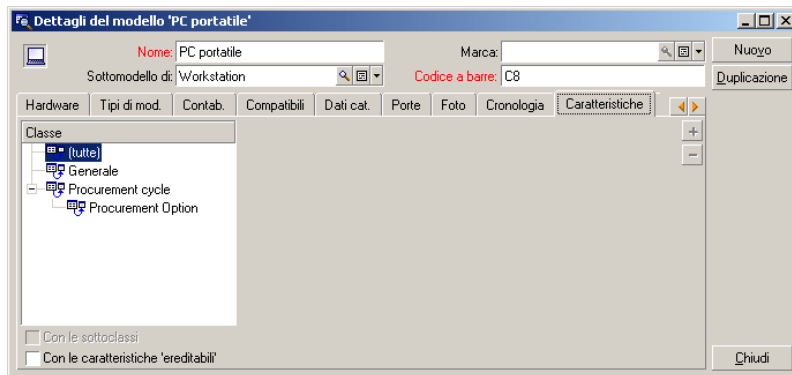 Dettagli del modello 'PC portatile'
Nome: PC portatile Marca: Nuovo
Sottomodello di: Workstation Codice a barre: C8 Duplicazione
Hardware Tipi di mod. Contab. Compatibili Dati cat. Porte Foto Cronologia Caratteristiche
Classe
(tutte)
Generale
Procurement cycle
Procurement Option
Con le sottoclassi
Con le caratteristiche 'ereditabili' Chiudi